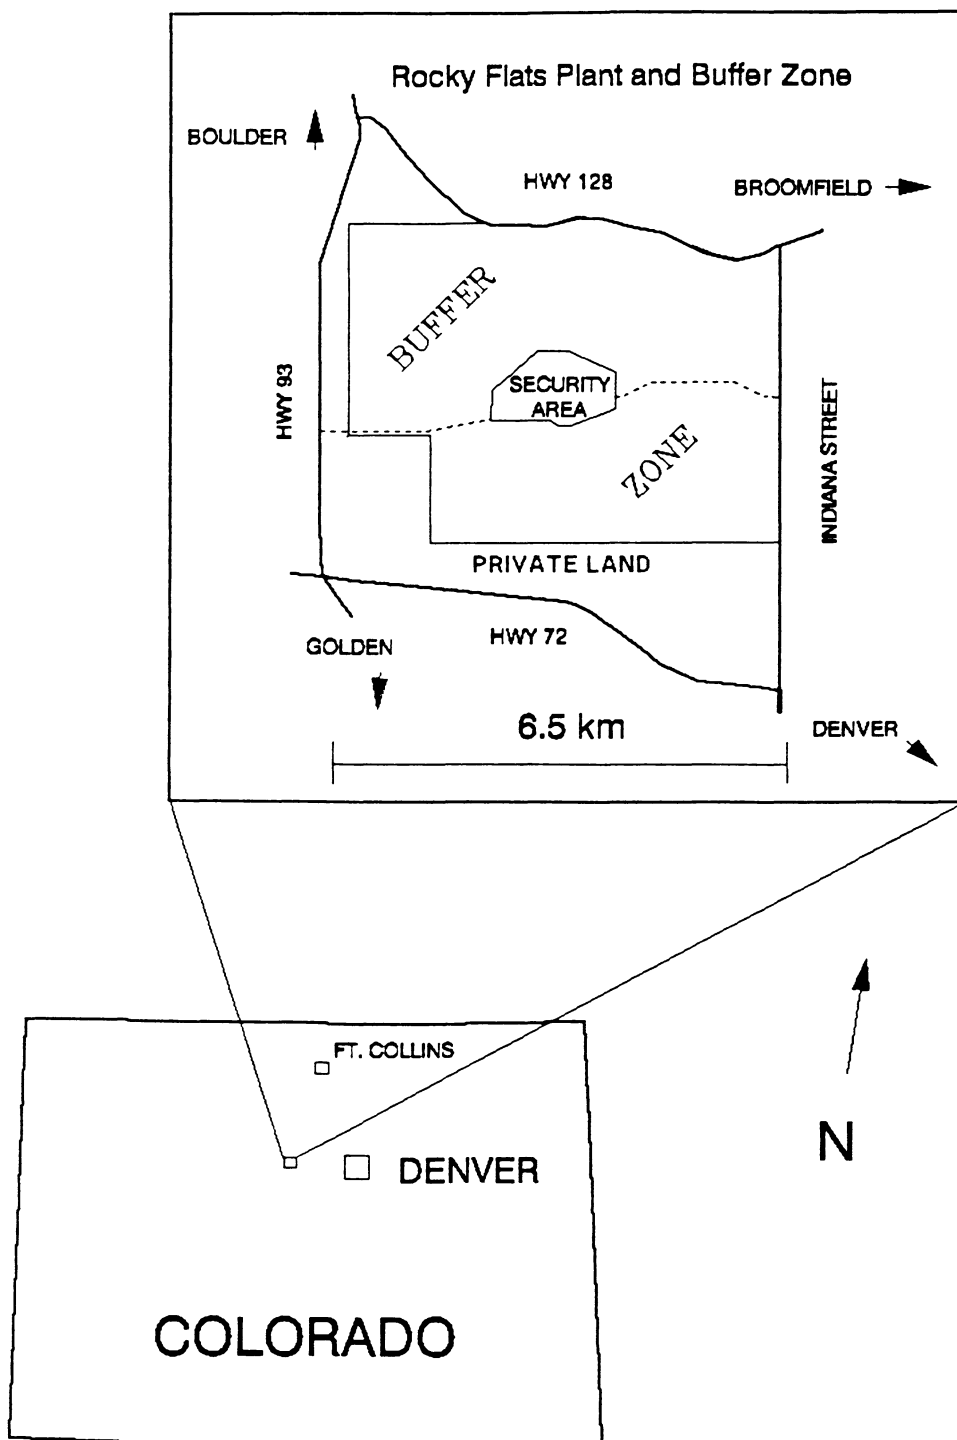 Rocky Flats Plant and Buffer Zone
BOULDER
HWY 128
BROOMFIELD
BUFFER
SECURITY
AREA
HWY 93
ZONE
INDIANA STREET
PRIVATE LAND
HWY 72
GOLDEN
6.5 km
DENVER
FT. COLLINS
N
DENVER
COLORADO